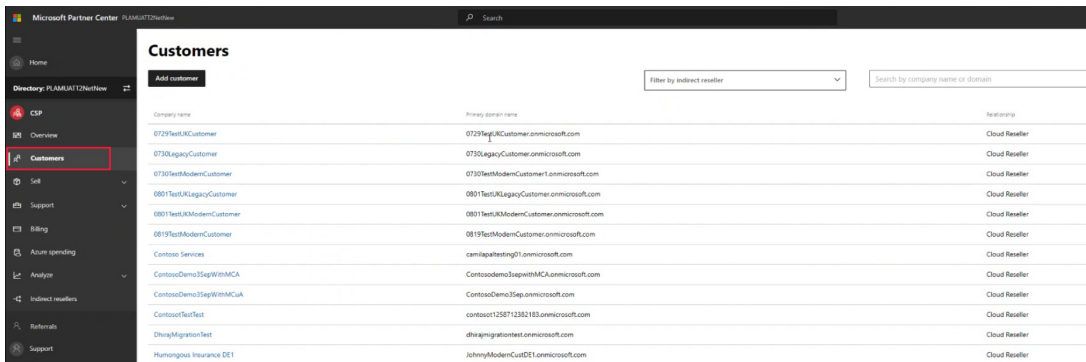 Microsoft Partner Center PLAMUATT2NetNew
Search
Home
Directory: PLAMUATT2NetNew
CSP
Overview
Customers
Sell
Support
Billing
Azure spending
Analyze
Indirect resellers
Referrals
Support
Customers
Add customer
Filter by indirect reseller
Search by company name or domain
Company name Primary domain name Relationship
0729TestUKCustomer 0729TestUKCustomer.onmicrosoft.com Cloud Reseller
0730LegacyCustomer 0730LegacyCustomer.onmicrosoft.com Cloud Reseller
0730TestModernCustomer 0730TestModernCustomer1.onmicrosoft.com Cloud Reseller
0801TestUKLegacyCustomer 0801TestUKLegacyCustomer.onmicrosoft.com Cloud Reseller
0801TestUKModernCustomer 0801TestUKModernCustomer.onmicrosoft.com Cloud Reseller
0819TestModernCustomer 0819TestModernCustomer.onmicrosoft.com Cloud Reseller
Contoso Services camilapaltesting01.onmicrosoft.com Cloud Reseller
ContosoDemo3SepWithMCA Contosodemo3sepwithMCA.onmicrosoft.com Cloud Reseller
ContosoDemo3SepWithMCuA ContosoDemo3Sep.onmicrosoft.com Cloud Reseller
ContosotTestTest contosot1258712382183.onmicrosoft.com Cloud Reseller
DhirajMigrationTest dhirajmigrationtest.onmicrosoft.com Cloud Reseller
Humongous Insurance DE1 JohnnyModernCustDE1.onmicrosoft.com Cloud Reseller